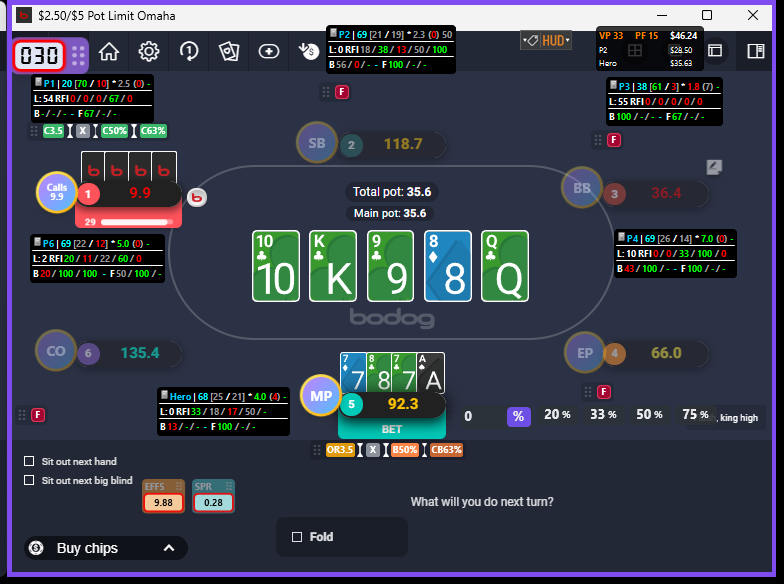 $2.50/$5 Pot Limit Omaha
030
HUD
P2 | 69 [21 / 19] * 2.3 (0) 50
L: 0 RFI 18 / 38 / 13 / 50 / 100
B 56 / 0 / - - F 100 / - / -
VP 33 PF 15 $46.24
P2 $28.50
Hero $35.63
P1 | 20 [70 / 10] * 2.5 (0) -
L: 54 RFI 0 / 0 / 0 / 67 / 0
B - / - / - - F 67 / - / -
C3.5 X C50% C63%
F
P3 | 38 [61 / 3] * 1.8 (7) -
L: 55 RFI 0 / 0 / 0 / 0 / 0
B 100 / - / - - F 67 / - / -
F
SB 2 118.7
Calls 9.9
1 9.9
29
BB 3 36.4
Total pot: 35.6
Main pot: 35.6
P6 | 69 [22 / 12] * 5.0 (0) -
L: 2 RFI 20 / 11 / 22 / 60 / 0
B 20 / 100 / 100 - F 50 / 100 / -
P4 | 69 [26 / 14] * 7.0 (0) -
L: 10 RFI 0 / 0 / 33 / 100 / 0
B 43 / 100 / - - F 100 / - / -
10 10 K K 9 9 8 8 Q Q
bodog
CO 6 135.4
EP 4 66.0
7 7 8 8 7 7 A A
MP 5 92.3
BET
Hero | 68 [25 / 21] * 4.0 (4) -
L: 0 RFI 33 / 18 / 17 / 50 / -
B 13 / - / - - F 100 / - / -
F
F
0 % 20 % 33 % 50 % 75 % , king high
OR3.5 X B50% CB63%
Sit out next hand
Sit out next big blind
EFFS 9.88
SPR 0.28
What will you do next turn?
Fold
Buy chips